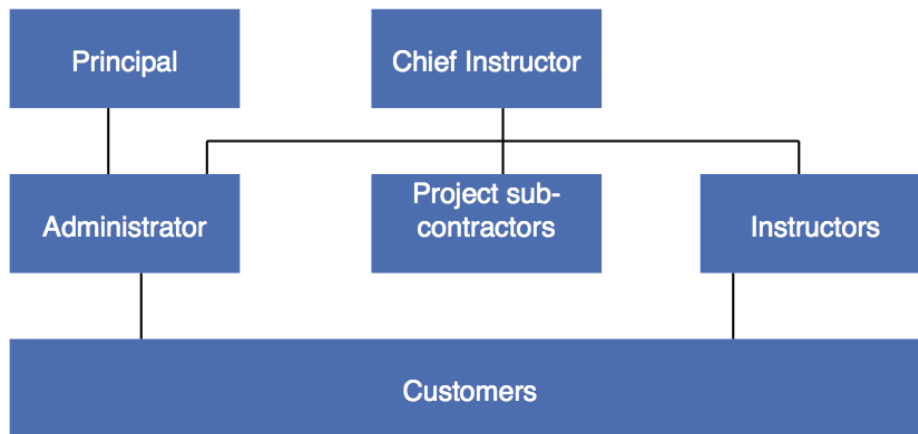 Principal
Chief Instructor
Administrator
Project sub-
contractors
Instructors
Customers